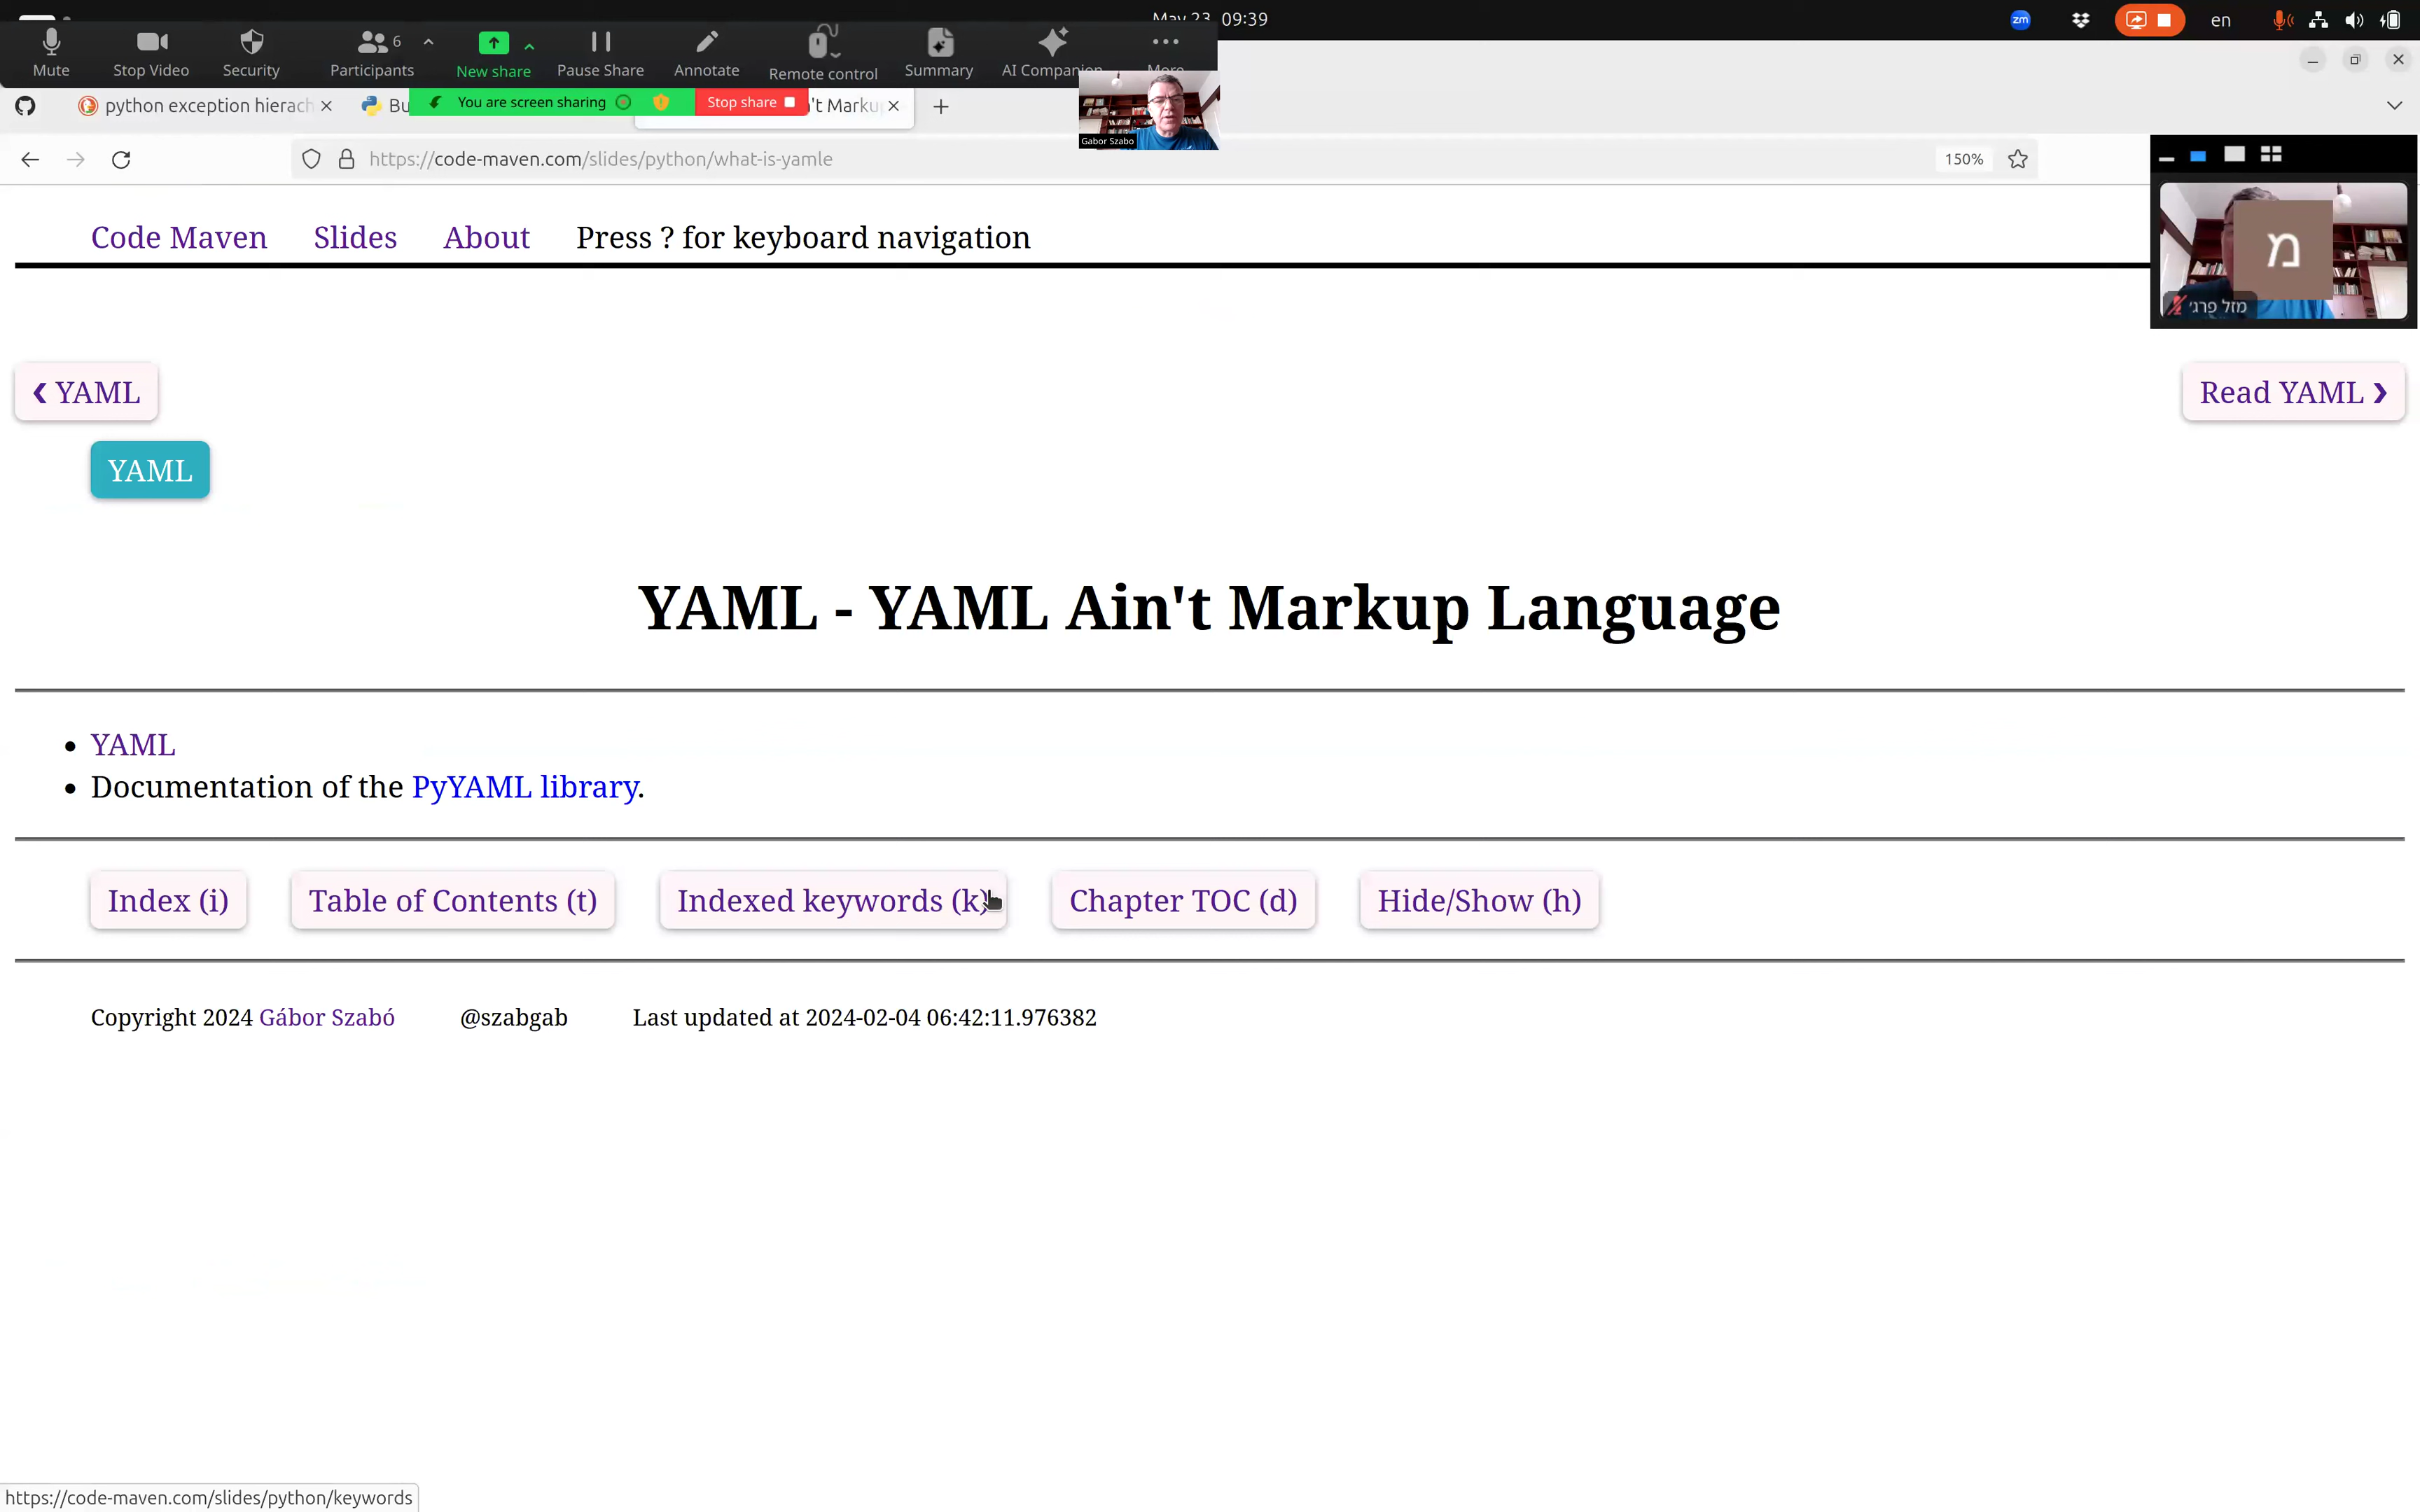 May 23 09:39
zm
en
Mute
Stop Video
Security
Participants
6
New share
Pause Share
Annotate
Remote control
Summary
AI Companion
More
python exception hierach
Bu
You are screen sharing
Stop share
't Marku
Gabor Szabo
https://code-maven.com/slides/python/what-is-yamle
150%
Code Maven
Slides
About
Press ? for keyboard navigation
מ
מזל פרג׳
❮ YAML
Read YAML ❯
YAML
YAML - YAML Ain't Markup Language
• YAML
• Documentation of the PyYAML library.
Index (i)
Table of Contents (t)
Indexed keywords (k)
Chapter TOC (d)
Hide/Show (h)
Copyright 2024 Gábor Szabó
@szabgab
Last updated at 2024-02-04 06:42:11.976382
https://code-maven.com/slides/python/keywords